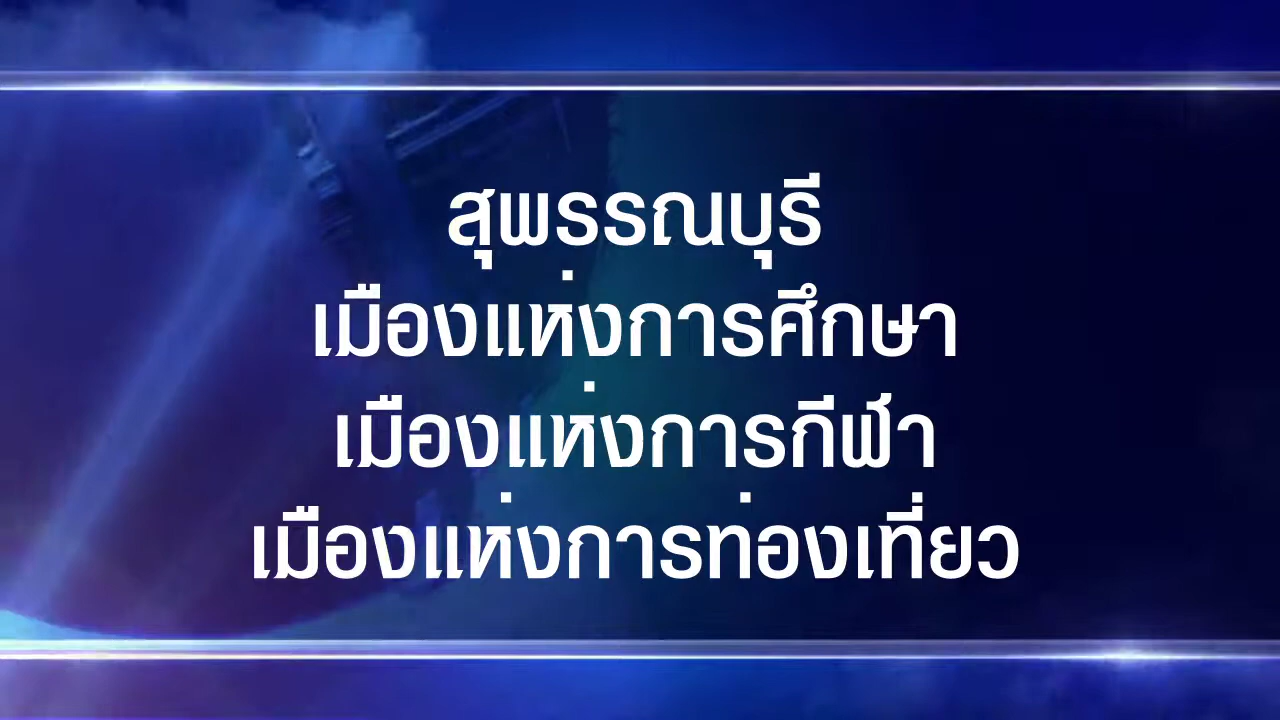 สุพรรณบุรี
เมืองแห่งการศึกษา
เมืองแห่งการกีฬา
เมืองแห่งการท่องเที่ยว